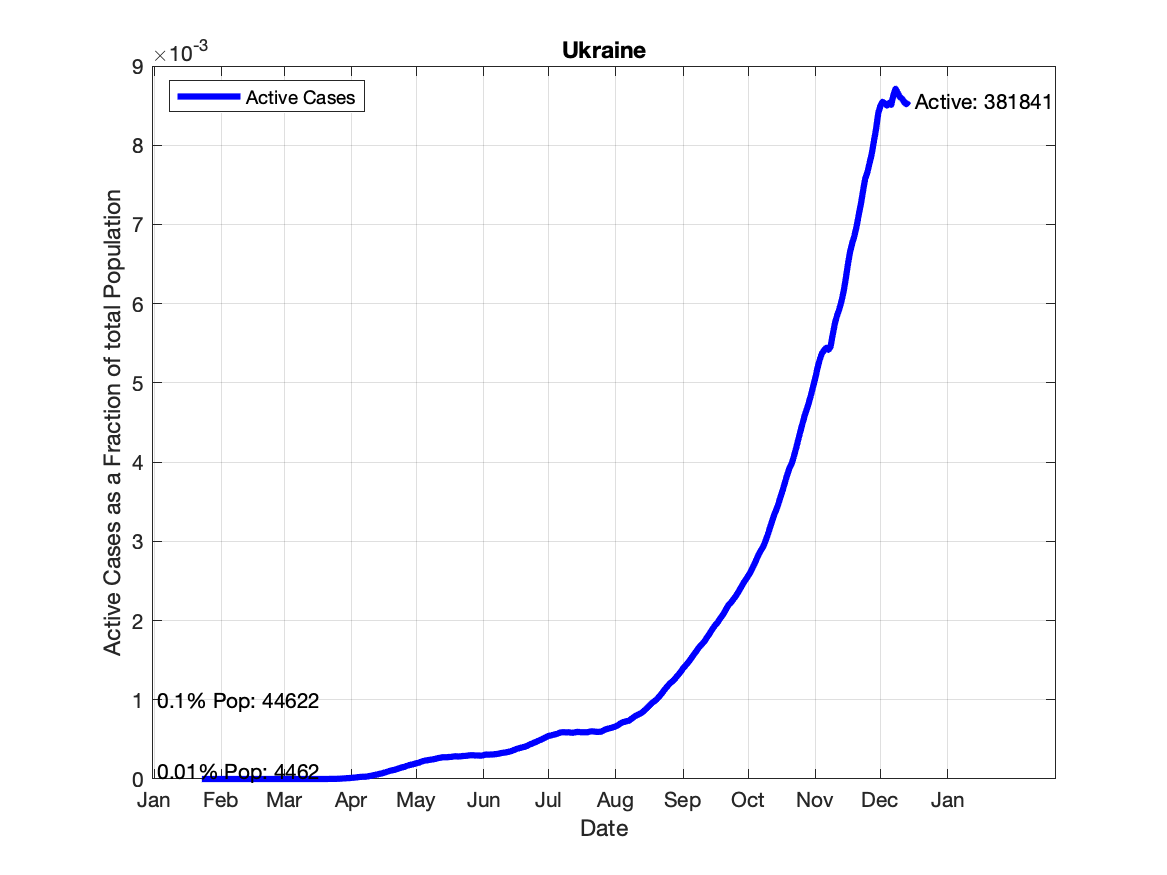 Ukraine
×10-3
9
Active Cases
Active: 381841
8
7
6
5
4
3
2
1
0.1% Pop: 44622
0.01% Pop: 4462
0
Jan Feb Mar Apr May Jun Jul Aug Sep Oct Nov Dec Jan
Date
Active Cases as a Fraction of total Population